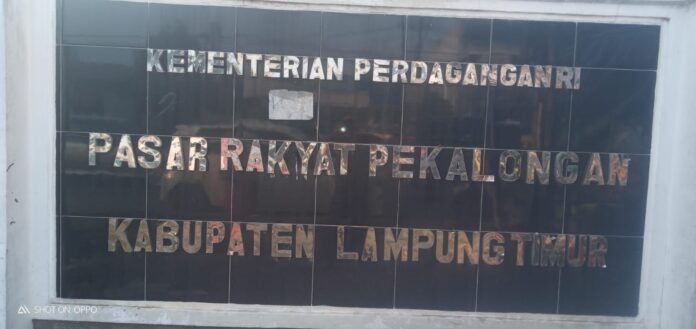 KEMENTERIAN PERDAGANGAN RI
PASAR RAKYAT PEKALONGAN
KABUPATEN LAMPUNG TIMUR
SHOT ON OPPO